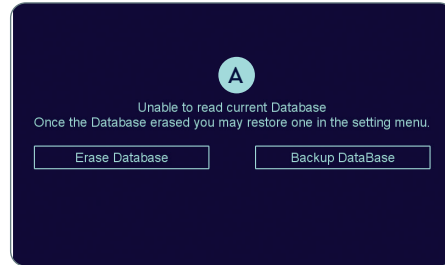 A
Unable to read current Database
Once the Database erased you may restore one in the setting menu.
Erase Database
Backup DataBase